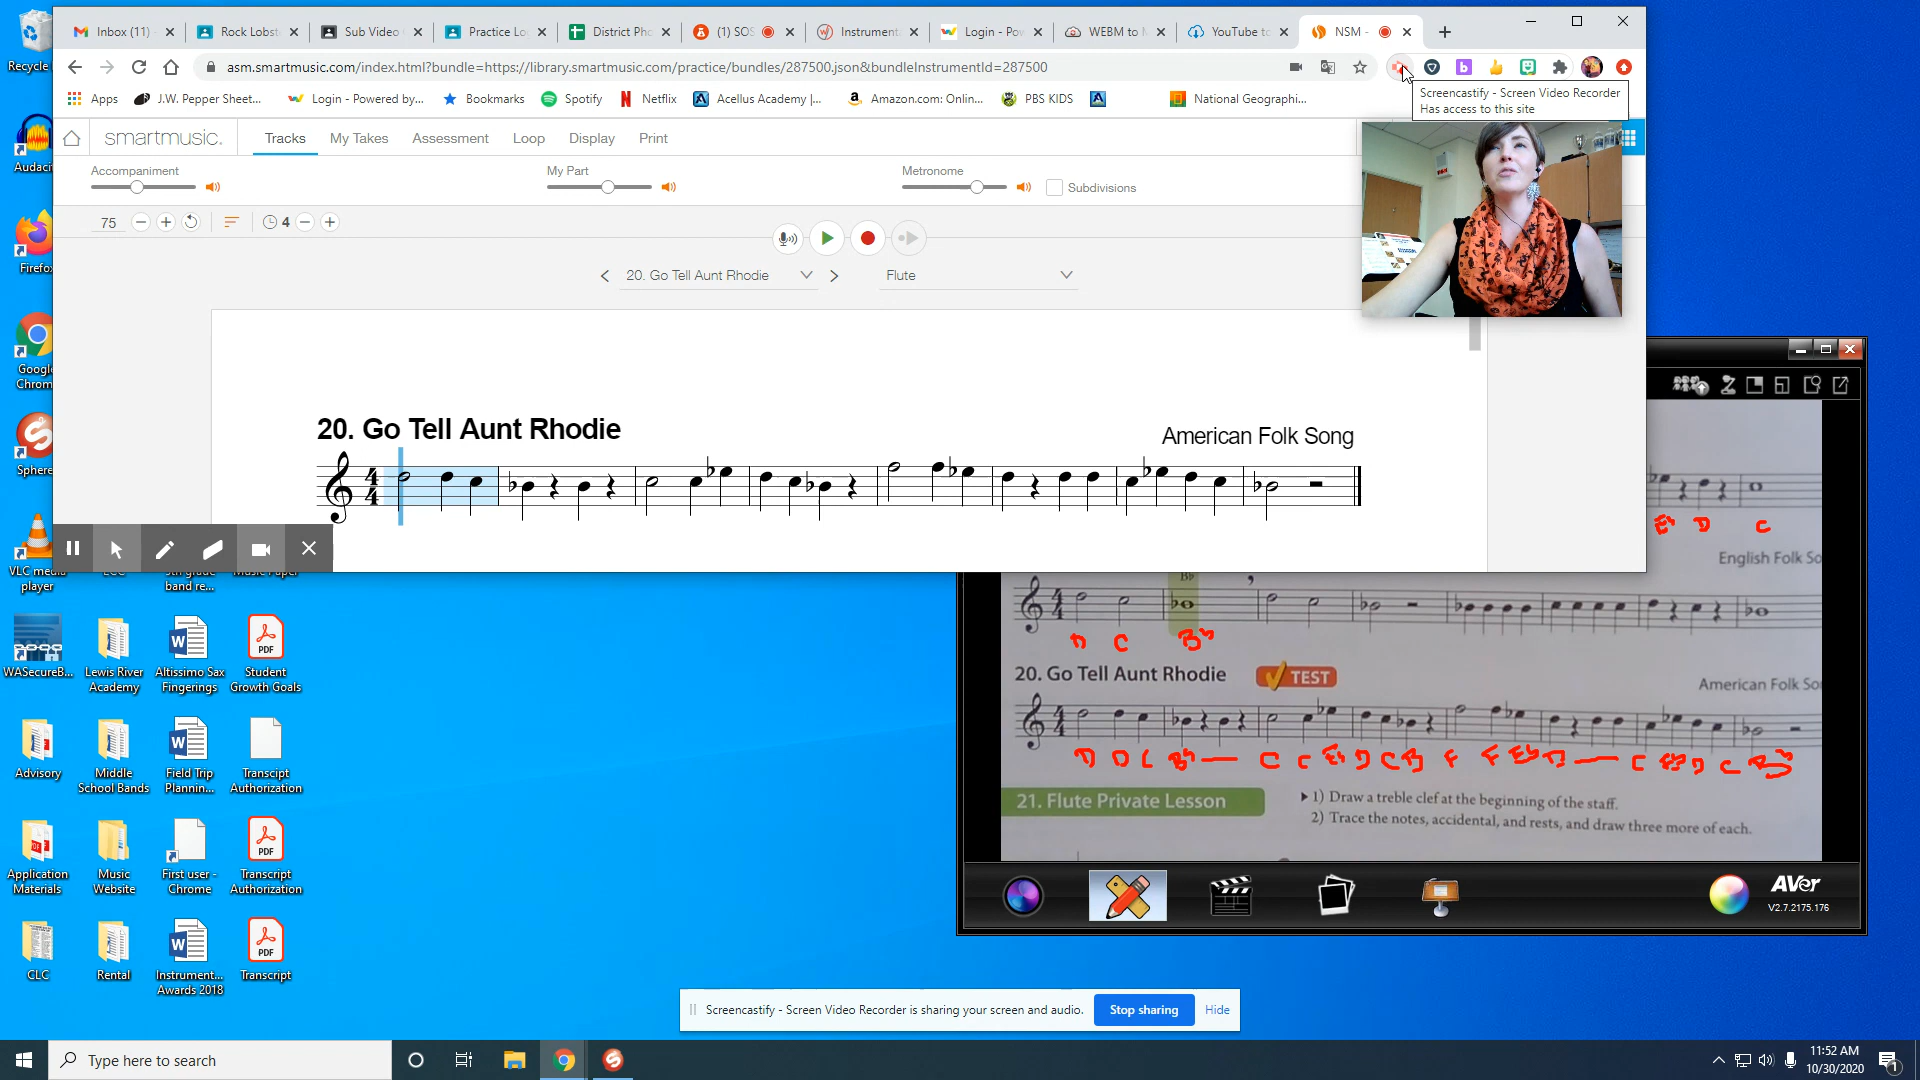 Inbox (11)
Rock Lobst
Sub Video
Practice Lo
District Pho
(1) SOS
Instrument
Login - Pow
WEBM to M
YouTube to
NSM -
asm.smartmusic.com/index.html?bundle=https://library.smartmusic.com/practice/bundles/287500.json&bundleInstrumentId=287500
Apps
J.W. Pepper Sheet...
Login - Powered by...
Bookmarks
Spotify
Netflix
Acellus Academy |...
Amazon.com: Onlin...
PBS KIDS
National Geographi...
Screencastify - Screen Video Recorder
Has access to this site
smartmusic.
Tracks
My Takes
Assessment
Loop
Display
Print
Accompaniment
My Part
Metronome
Subdivisions
75
4
20. Go Tell Aunt Rhodie
Flute
20. Go Tell Aunt Rhodie
American Folk Song
Recycle
Audaci
Firefox
Google
Chrom
Sphere
VLC media
player
5th grade
band re...
Music Paper
WASecureB...
Lewis River
Academy
Altissimo Sax
Fingerings
Student
Growth Goals
Advisory
Middle
School Bands
Field Trip
Plannin...
Transcipt
Authorization
Application
Materials
Music
Website
First user -
Chrome
Transcript
Authorization
CLC
Rental
Instrument...
Awards 2018
Transcript
E♭ D C
English Folk So
B♭
D C B♭
20. Go Tell Aunt Rhodie
TEST
American Folk So
D D C B♭ C C E♭ D C B F F E♭ D C E♭ D C B♭
21. Flute Private Lesson
1) Draw a treble clef at the beginning of the staff.
2) Trace the notes, accidental, and rests, and draw three more of each.
AVer
V2.7.2175.176
Screencastify - Screen Video Recorder is sharing your screen and audio.
Stop sharing
Hide
Type here to search
11:52 AM
10/30/2020
1